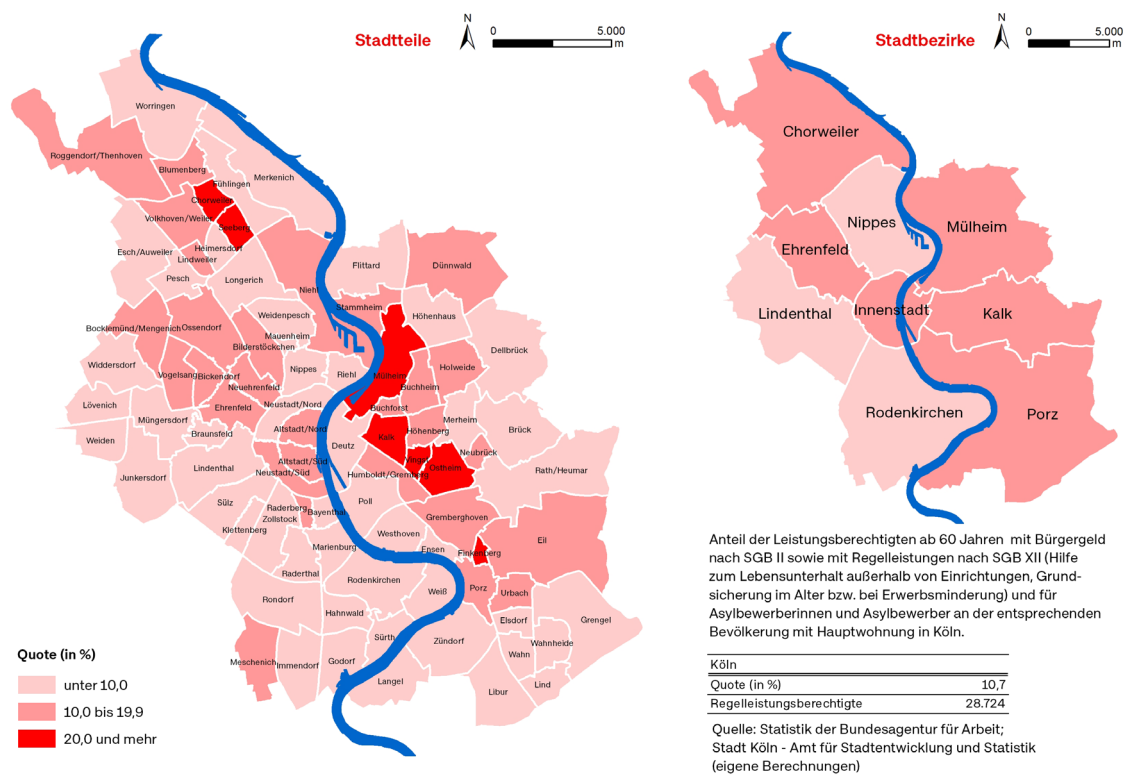 Stadtteile
N
0
5.000
m
Stadtbezirke
N
0
5.000
m
Worringen
Roggendorf/Thenhoven
Blumenberg
Fühlingen
Merkenich
Chorweiler
Volkhoven/Weiler
Seeberg
Heimersdorf
Esch/Auweiler
Lindweiler
Pesch
Longerich
Niehl
Flittard
Dünnwald
Stammheim
Höhenhaus
Weidenpesch
Bocklemünd/Mengenich
Ossendorf
Mauenheim
Bilderstöckchen
Dellbrück
Widdersdorf
Vogelsang
Bickendorf
Nippes
Riehl
Mülheim
Holweide
Neuehrenfeld
Buchheim
Lövenich
Ehrenfeld
Neustadt/Nord
Buchforst
Müngersdorf
Merheim
Weiden
Braunsfeld
Altstadt/Nord
Kalk
Höhenberg
Brück
Deutz
Neubrück
Lindenthal
Altstadt/Süd
Vingst
Ostheim
Junkersdorf
Neustadt/Süd
Humboldt/Gremberg
Rath/Heumar
Sülz
Raderberg
Bayenthal
Poll
Zollstock
Gremberghoven
Klettenberg
Westhoven
Eil
Marienburg
Ensen
Finkenberg
Raderthal
Rodenkirchen
Weiß
Porz
Urbach
Rondorf
Hahnwald
Elsdorf
Grengel
Sürth
Zündorf
Wahnheide
Wahn
Meschenich
Immendorf
Godorf
Langel
Lind
Libur
Chorweiler
Nippes
Mülheim
Ehrenfeld
Lindenthal
Innenstadt
Kalk
Rodenkirchen
Porz
Quote (in %)
unter 10,0
10,0 bis 19,9
20,0 und mehr
Anteil der Leistungsberechtigten ab 60 Jahren mit Bürgergeld
nach SGB II sowie mit Regelleistungen nach SGB XII (Hilfe
zum Lebensunterhalt außerhalb von Einrichtungen, Grund-
sicherung im Alter bzw. bei Erwerbsminderung) und für
Asylbewerberinnen und Asylbewerber an der entsprechenden
Bevölkerung mit Hauptwohnung in Köln.
Köln
Quote (in %) 10,7
Regelleistungsberechtigte 28.724
Quelle: Statistik der Bundesagentur für Arbeit;
Stadt Köln - Amt für Stadtentwicklung und Statistik
(eigene Berechnungen)